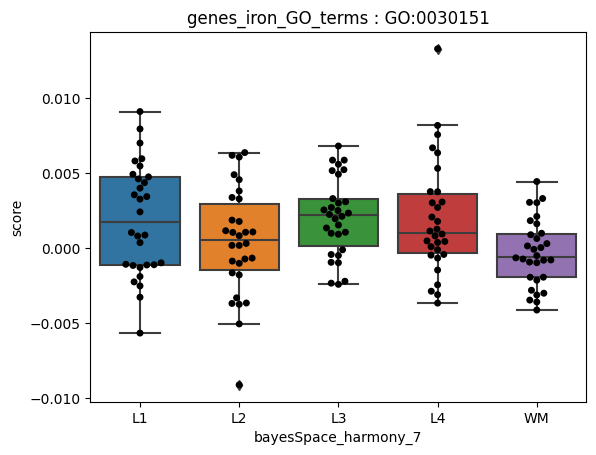 genes_iron_GO_terms : GO:0030151
score
0.010
0.005
0.000
−0.005
−0.010
L1 L2 L3 L4 WM
bayesSpace_harmony_7